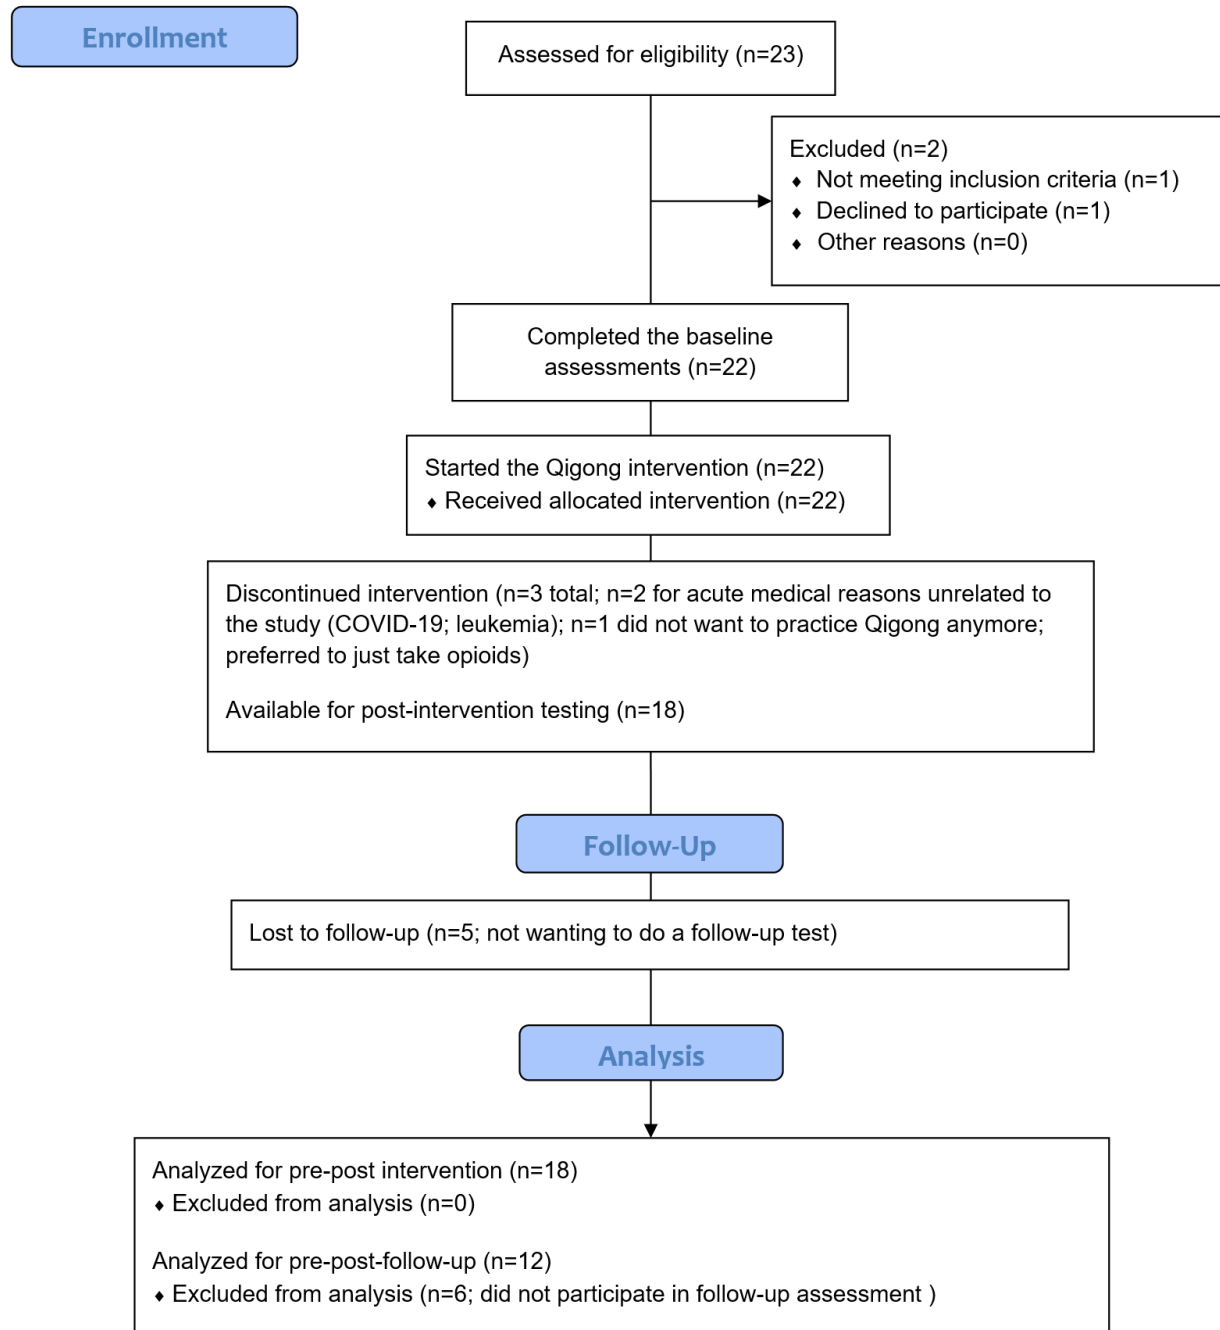 Enrollment
Assessed for eligibility (n=23)
Excluded (n=2)
♦ Not meeting inclusion criteria (n=1)
♦ Declined to participate (n=1)
♦ Other reasons (n=0)
Completed the baseline
assessments (n=22)
Started the Qigong intervention (n=22)
♦ Received allocated intervention (n=22)
Discontinued intervention (n=3 total; n=2 for acute medical reasons unrelated to
the study (COVID-19; leukemia); n=1 did not want to practice Qigong anymore;
preferred to just take opioids)
Available for post-intervention testing (n=18)
Follow-Up
Lost to follow-up (n=5; not wanting to do a follow-up test)
Analysis
Analyzed for pre-post intervention (n=18)
♦ Excluded from analysis (n=0)
Analyzed for pre-post-follow-up (n=12)
♦ Excluded from analysis (n=6; did not participate in follow-up assessment )